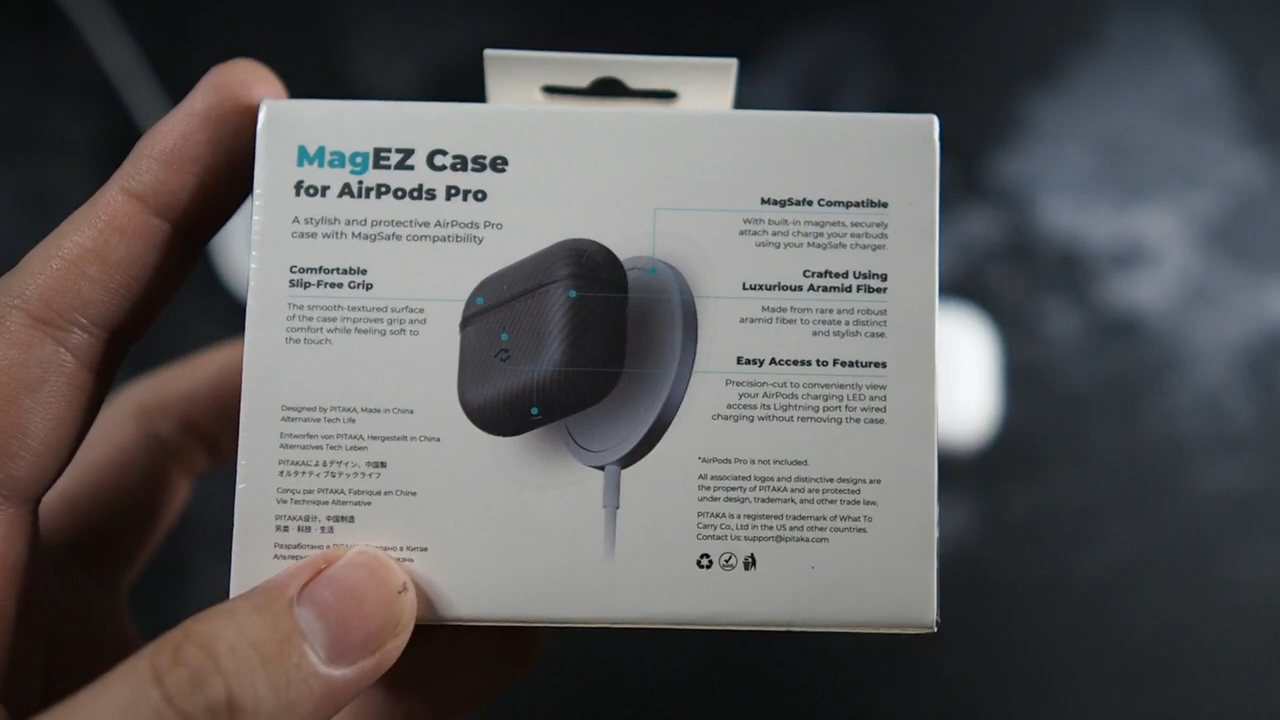 MagEZ Case
for AirPods Pro
A stylish and protective AirPods Pro
case with MagSafe compatibility
Comfortable
Slip-Free Grip
The smooth-textured surface
of the case improves grip and
comfort while feeling soft to
the touch.
MagSafe Compatible
With built-in magnets, securely
attach and charge your earbuds
using your MagSafe charger.
Crafted Using
Luxurious Aramid Fiber
Made from rare and robust
aramid fiber to create a distinct
and stylish case.
Easy Access to Features
Precision-cut to conveniently view
your AirPods charging LED and
access its Lightning port for wired
charging without removing the case.
Designed by PITAKA, Made in China
Alternative Tech Life
Entworfen von PITAKA, Hergestellt in China
Alternatives Tech Leben
PITAKAによるデザイン、中国製
オルタナティブなテックライフ
Conçu par PITAKA, Fabriqué en Chine
Vie Technique Alternative
PITAKA设计、中国制造
另类 · 科技 · 生活
Разработано в PITAKA, в Китае
*AirPods Pro is not included.
All associated logos and distinctive designs are
the property of PITAKA and are protected
under design, trademark, and other trade law.
PITAKA is a registered trademark of What To
Carry Co., Ltd in the US and other countries.
Contact Us: support@ipitaka.com